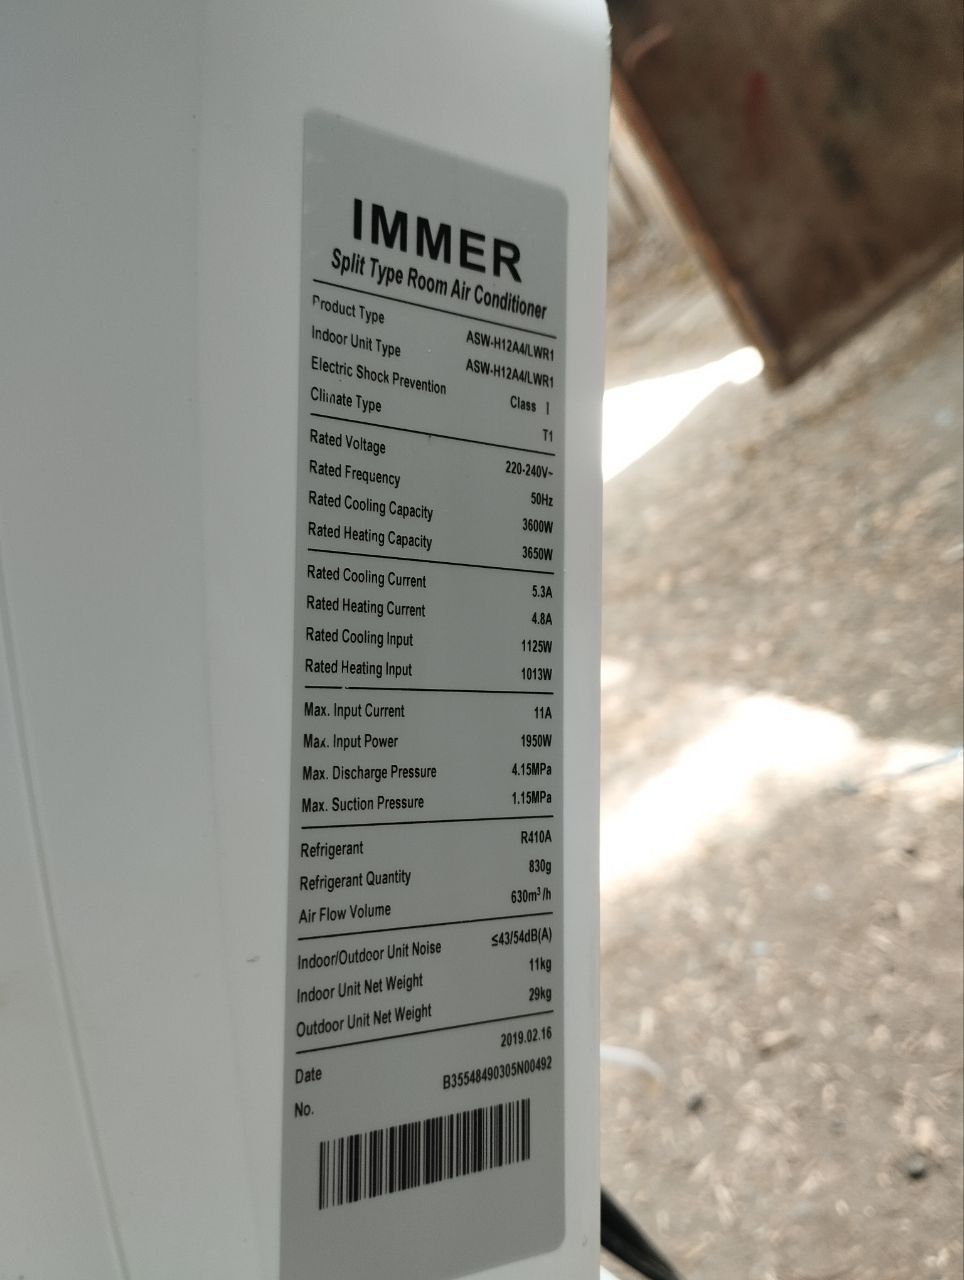 IMMER
Split Type Room Air Conditioner
Product Type ASW-H12A4/LWR1
Indoor Unit Type ASW-H12A4/LWR1
Electric Shock Prevention Class I
Climate Type T1
Rated Voltage 220-240V~
Rated Frequency 50Hz
Rated Cooling Capacity 3600W
Rated Heating Capacity 3650W
Rated Cooling Current 5.3A
Rated Heating Current 4.8A
Rated Cooling Input 1125W
Rated Heating Input 1013W
Max. Input Current 11A
Max. Input Power 1950W
Max. Discharge Pressure 4.15MPa
Max. Suction Pressure 1.15MPa
Refrigerant R410A
Refrigerant Quantity 830g
Air Flow Volume 630m³/h
Indoor/Outdoor Unit Noise ≤43/54dB(A)
Indoor Unit Net Weight 11kg
Outdoor Unit Net Weight 29kg
Date 2019.02.16
No. B35548490305N00492